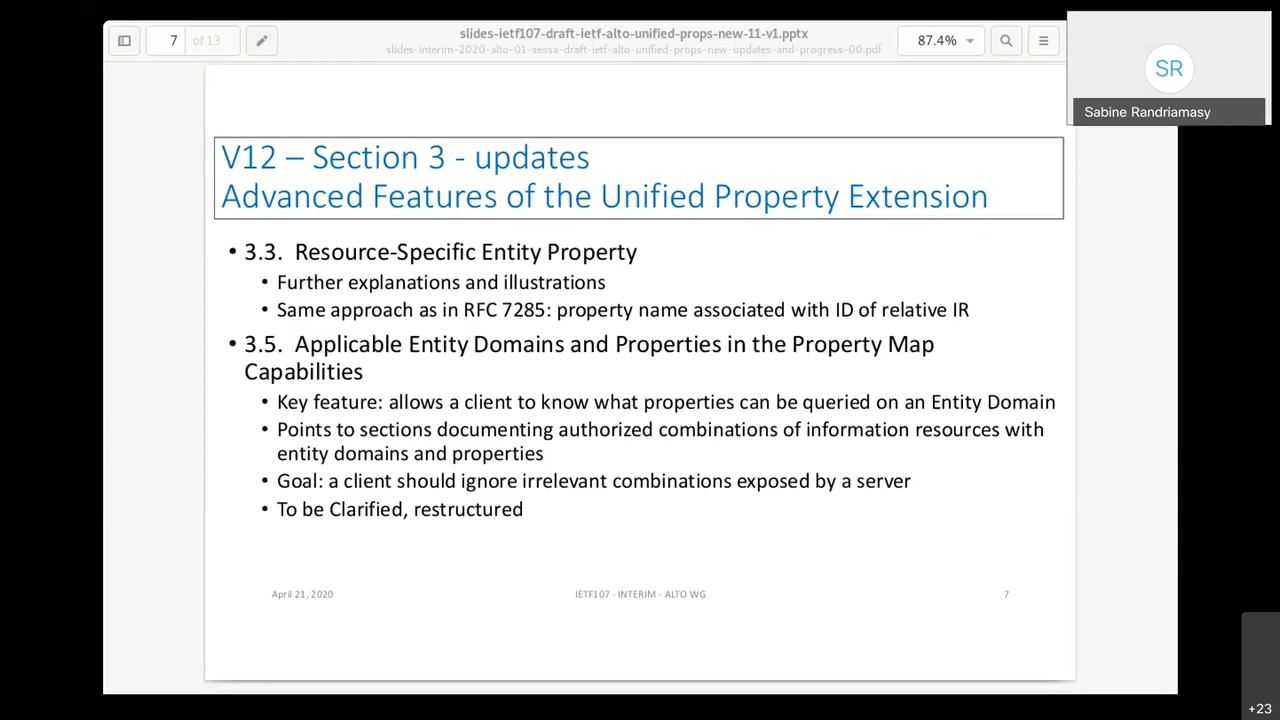 7 of 13
slides-ietf107-draft-ietf-alto-unified-props-new-11-v1.pptx
slides-interim-2020-alto-01-sessa-draft-ietf-alto-unified-props-new-updates-and-progress-00.pdf
87.4%
SR
Sabine Randriamasy
V12 – Section 3 - updates
Advanced Features of the Unified Property Extension
• 3.3. Resource-Specific Entity Property
• Further explanations and illustrations
• Same approach as in RFC 7285: property name associated with ID of relative IR
• 3.5. Applicable Entity Domains and Properties in the Property Map
Capabilities
• Key feature: allows a client to know what properties can be queried on an Entity Domain
• Points to sections documenting authorized combinations of information resources with
entity domains and properties
• Goal: a client should ignore irrelevant combinations exposed by a server
• To be Clarified, restructured
April 21, 2020
IETF107 - INTERIM - ALTO WG
7
+23